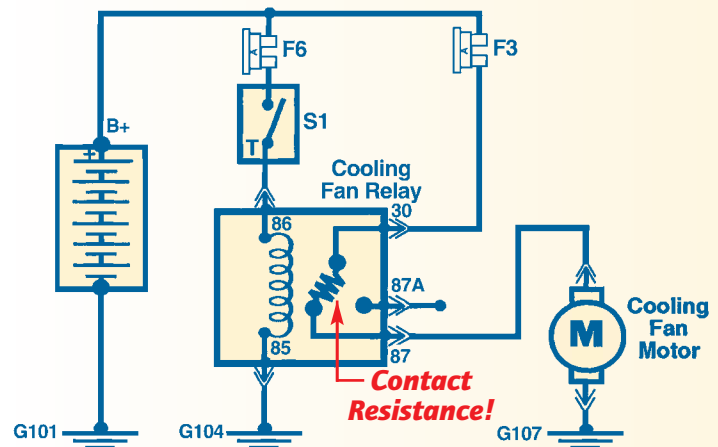 F6
F3
B+
+
S1
T
Cooling
Fan Relay
86
30
87A
85
87
Contact
Resistance!
M
Cooling
Fan
Motor
G101
G104
G107